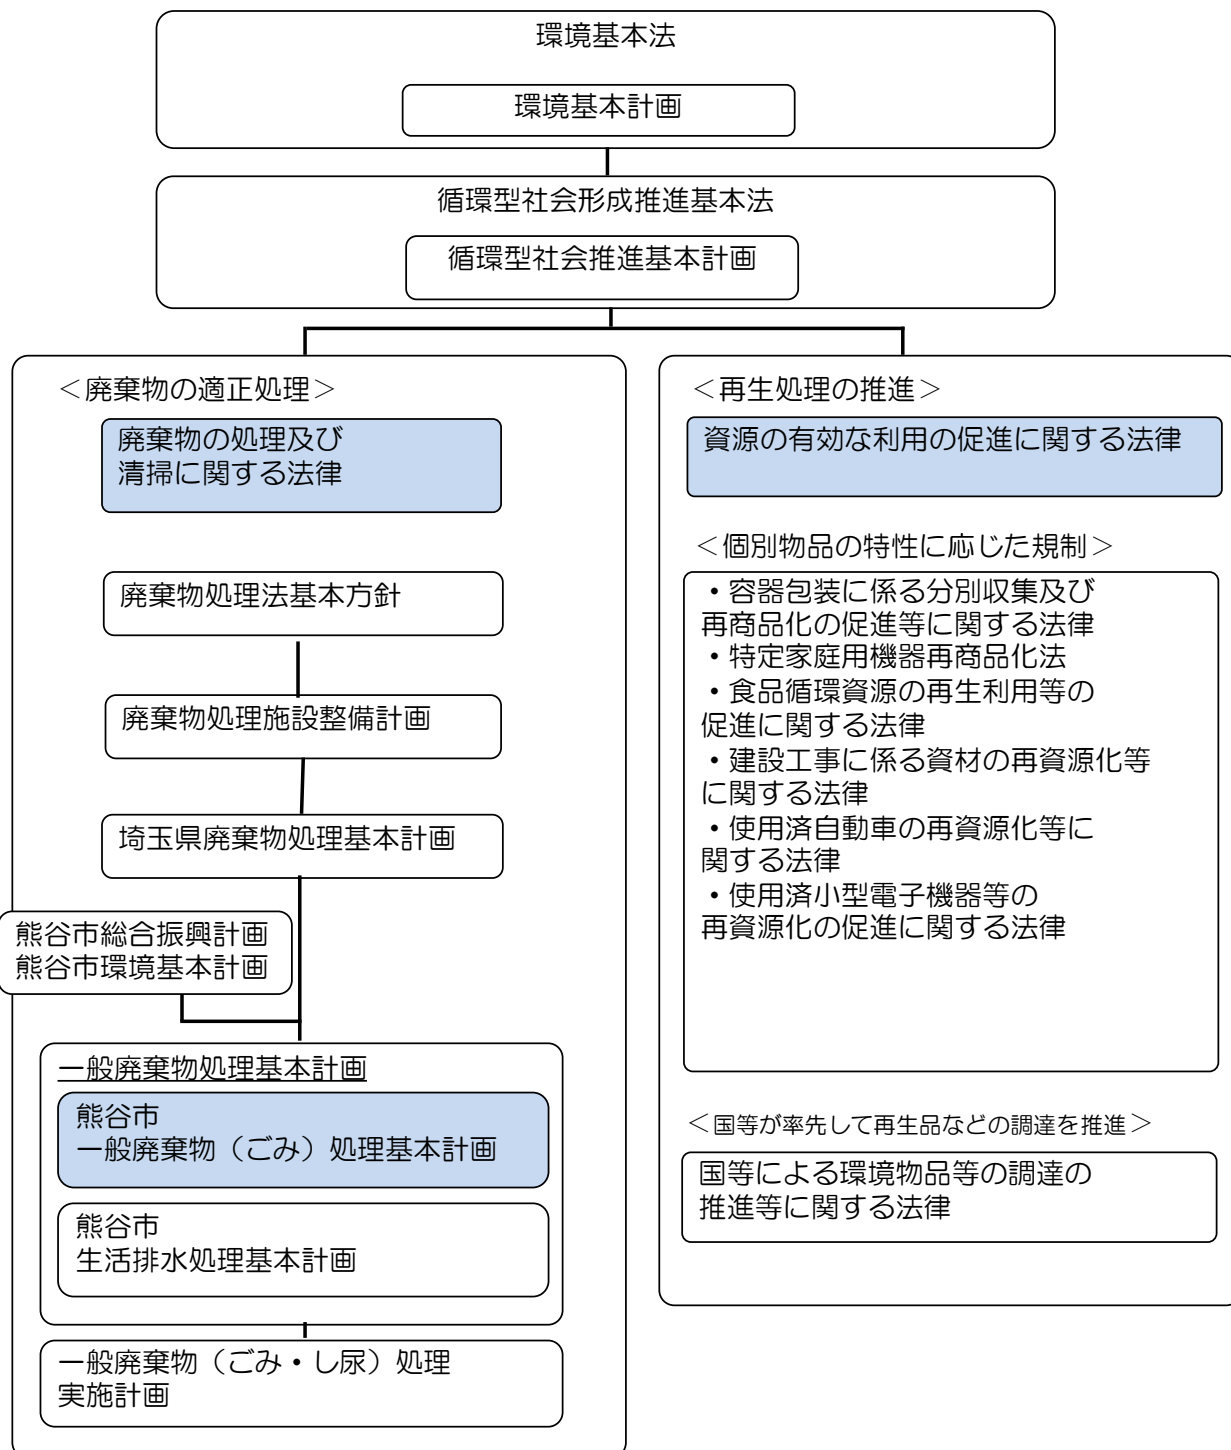 環境基本法
環境基本計画
循環型社会形成推進基本法
循環型社会推進基本計画
＜廃棄物の適正処理＞
廃棄物の処理及び
清掃に関する法律
廃棄物処理法基本方針
廃棄物処理施設整備計画
埼玉県廃棄物処理基本計画
熊谷市総合振興計画
熊谷市環境基本計画
一般廃棄物処理基本計画
熊谷市
一般廃棄物（ごみ）処理基本計画
熊谷市
生活排水処理基本計画
一般廃棄物（ごみ・し尿）処理
実施計画
＜再生処理の推進＞
資源の有効な利用の促進に関する法律
＜個別物品の特性に応じた規制＞
・容器包装に係る分別収集及び
再商品化の促進等に関する法律
・特定家庭用機器再商品化法
・食品循環資源の再生利用等の
促進に関する法律
・建設工事に係る資材の再資源化等
に関する法律
・使用済自動車の再資源化等に
関する法律
・使用済小型電子機器等の
再資源化の促進に関する法律
＜国等が率先して再生品などの調達を推進＞
国等による環境物品等の調達の
推進等に関する法律